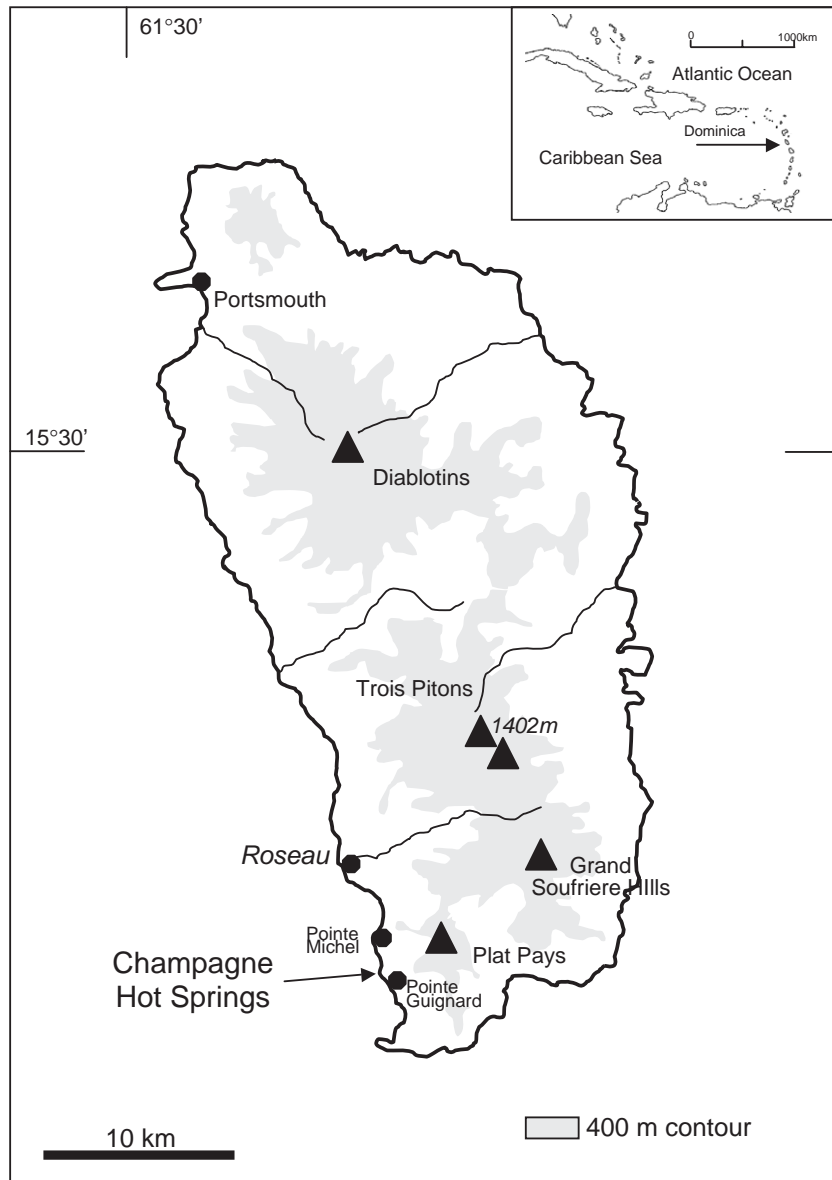 61°30’
0
1000km
Atlantic Ocean
Dominica
Caribbean Sea
Portsmouth
15°30’
Diablotins
Trois Pitons
1402m
Roseau
Grand
Soufriere HIlls
Pointe
Michel
Plat Pays
Champagne
Hot Springs
Pointe
Guignard
400 m contour
10 km